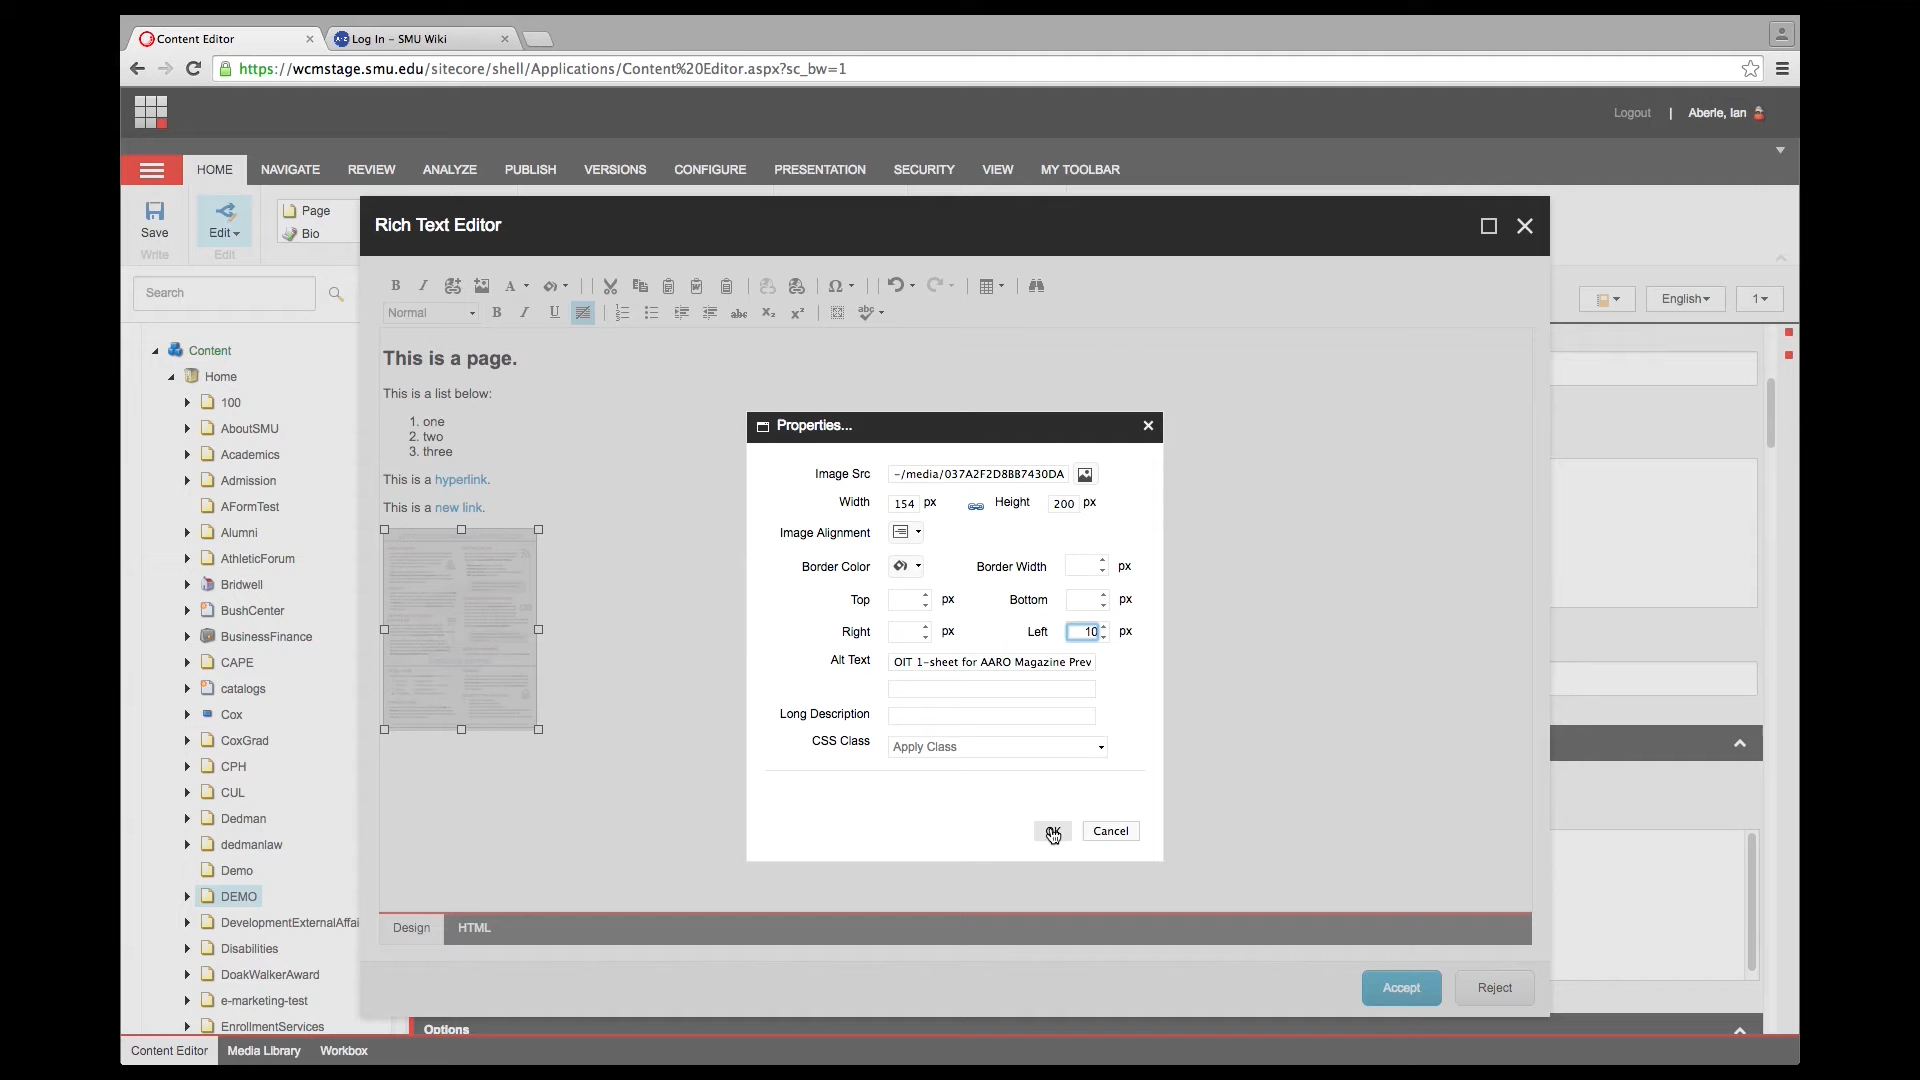 Content Editor
Log In – SMU Wiki
https://wcmstage.smu.edu/sitecore/shell/Applications/Content%20Editor.aspx?sc_bw=1
Logout | Aberle, Ian
HOME NAVIGATE REVIEW ANALYZE PUBLISH VERSIONS CONFIGURE PRESENTATION SECURITY VIEW MY TOOLBAR
Save
Write
Edit
Edit
Page
Bio
Search
English
1
Content
Home
100
AboutSMU
Academics
Admission
AFormTest
Alumni
AthleticForum
Bridwell
BushCenter
BusinessFinance
CAPE
catalogs
Cox
CoxGrad
CPH
CUL
Dedman
dedmanlaw
Demo
DEMO
DevelopmentExternalAffai
Disabilities
DoakWalkerAward
e-marketing-test
EnrollmentServices
Rich Text Editor
Normal
This is a page.
This is a list below:
1. one
2. two
3. three
This is a hyperlink.
This is a new link.
Properties...
Image Src ~/media/037A2F2D8BB7430DA
Width 154 px Height 200 px
Image Alignment
Border Color Border Width px
Top px Bottom px
Right px Left 10 px
Alt Text OIT 1-sheet for AARO Magazine Prev
Long Description
CSS Class Apply Class
OK Cancel
Design HTML
Accept Reject
Options
Content Editor Media Library Workbox